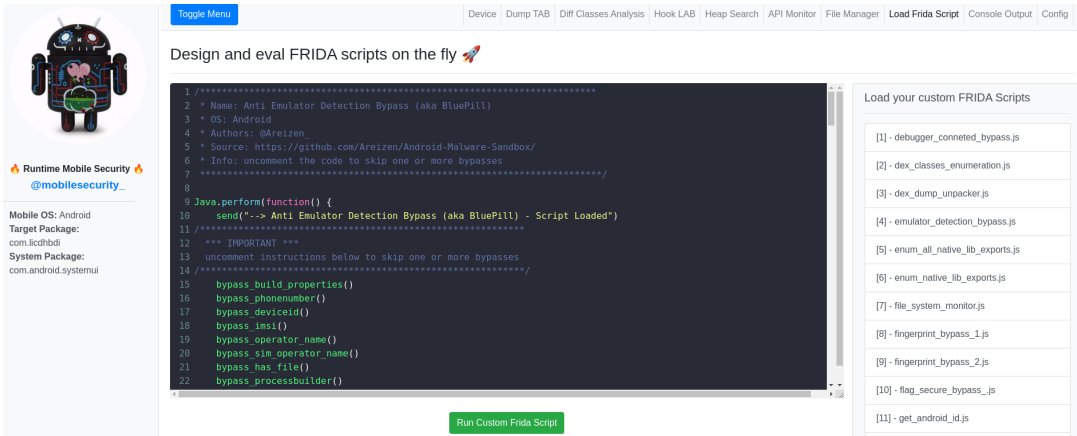 Toggle Menu
Device
Dump TAB
Diff Classes Analysis
Hook LAB
Heap Search
API Monitor
File Manager
Load Frida Script
Console Output
Config
🔥 Runtime Mobile Security 🔥
@mobilesecurity_
Mobile OS: Android
Target Package:
com.licdhbdi
System Package:
com.android.systemui
Design and eval FRIDA scripts on the fly 🚀
1 /*************************************************************************
2  * Name: Anti Emulator Detection Bypass (aka BluePill)
3  * OS: Android
4  * Authors: @Areizen_
5  * Source: https://github.com/Areizen/Android-Malware-Sandbox/
6  * Info: uncomment the code to skip one or more bypasses
7  **************************************************************************/
8
9 Java.perform(function() {
10     send("--> Anti Emulator Detection Bypass (aka BluePill) - Script Loaded")
11 /***********************************************************
12   *** IMPORTANT ***
13   uncomment instructions below to skip one or more bypasses
14 /************************************************************/
15     bypass_build_properties()
16     bypass_phonenumber()
17     bypass_deviceid()
18     bypass_imsi()
19     bypass_operator_name()
20     bypass_sim_operator_name()
21     bypass_has_file()
22     bypass_processbuilder()
Run Custom Frida Script
Load your custom FRIDA Scripts
[1] - debugger_conneted_bypass.js
[2] - dex_classes_enumeration.js
[3] - dex_dump_unpacker.js
[4] - emulator_detection_bypass.js
[5] - enum_all_native_lib_exports.js
[6] - enum_native_lib_exports.js
[7] - file_system_monitor.js
[8] - fingerprint_bypass_1.js
[9] - fingerprint_bypass_2.js
[10] - flag_secure_bypass_.js
[11] - get_android_id.js